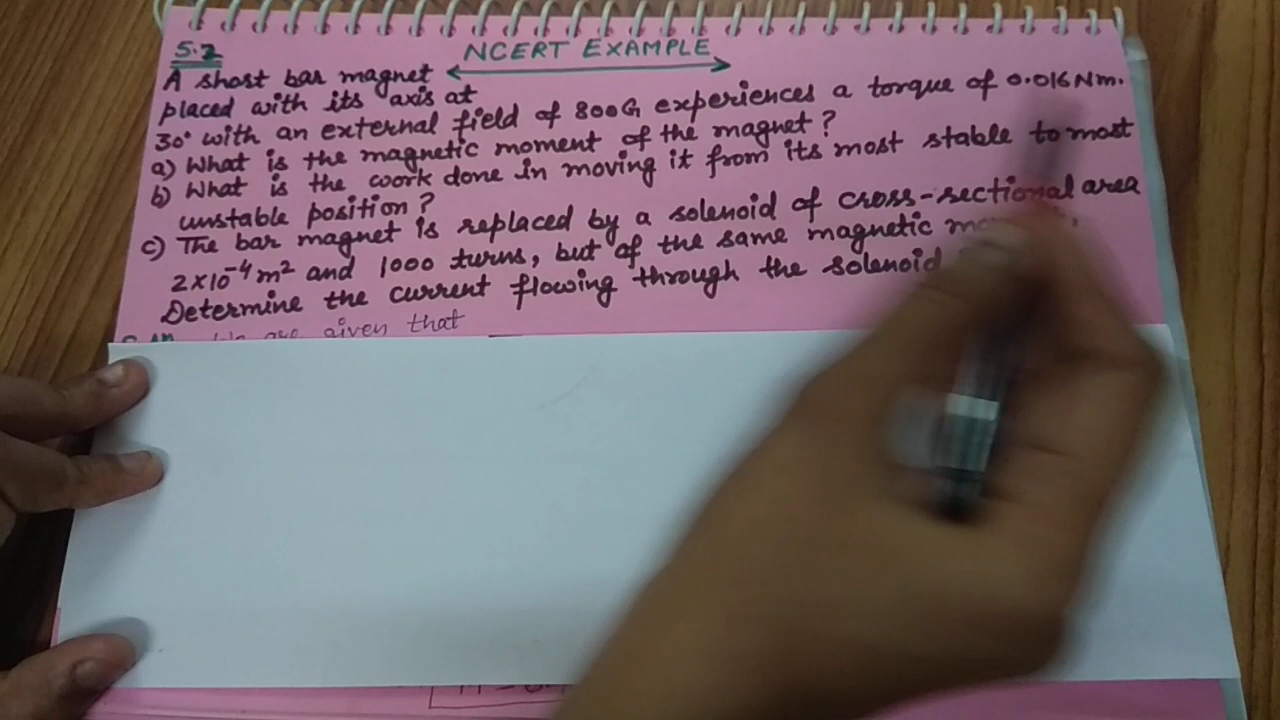 5.2
NCERT EXAMPLE
A short bar magnet
placed with its axis at
30° with an external field of 800G experiences a torque of 0.016 Nm.
a) What is the magnetic moment of the magnet?
b) What is the work done in moving it from its most stable to most
unstable position?
c) The bar magnet is replaced by a solenoid of cross-sectional area
2×10⁻⁴ m² and 1000 turns, but of the same magnetic
Determine the current flowing through the solenoid
given that